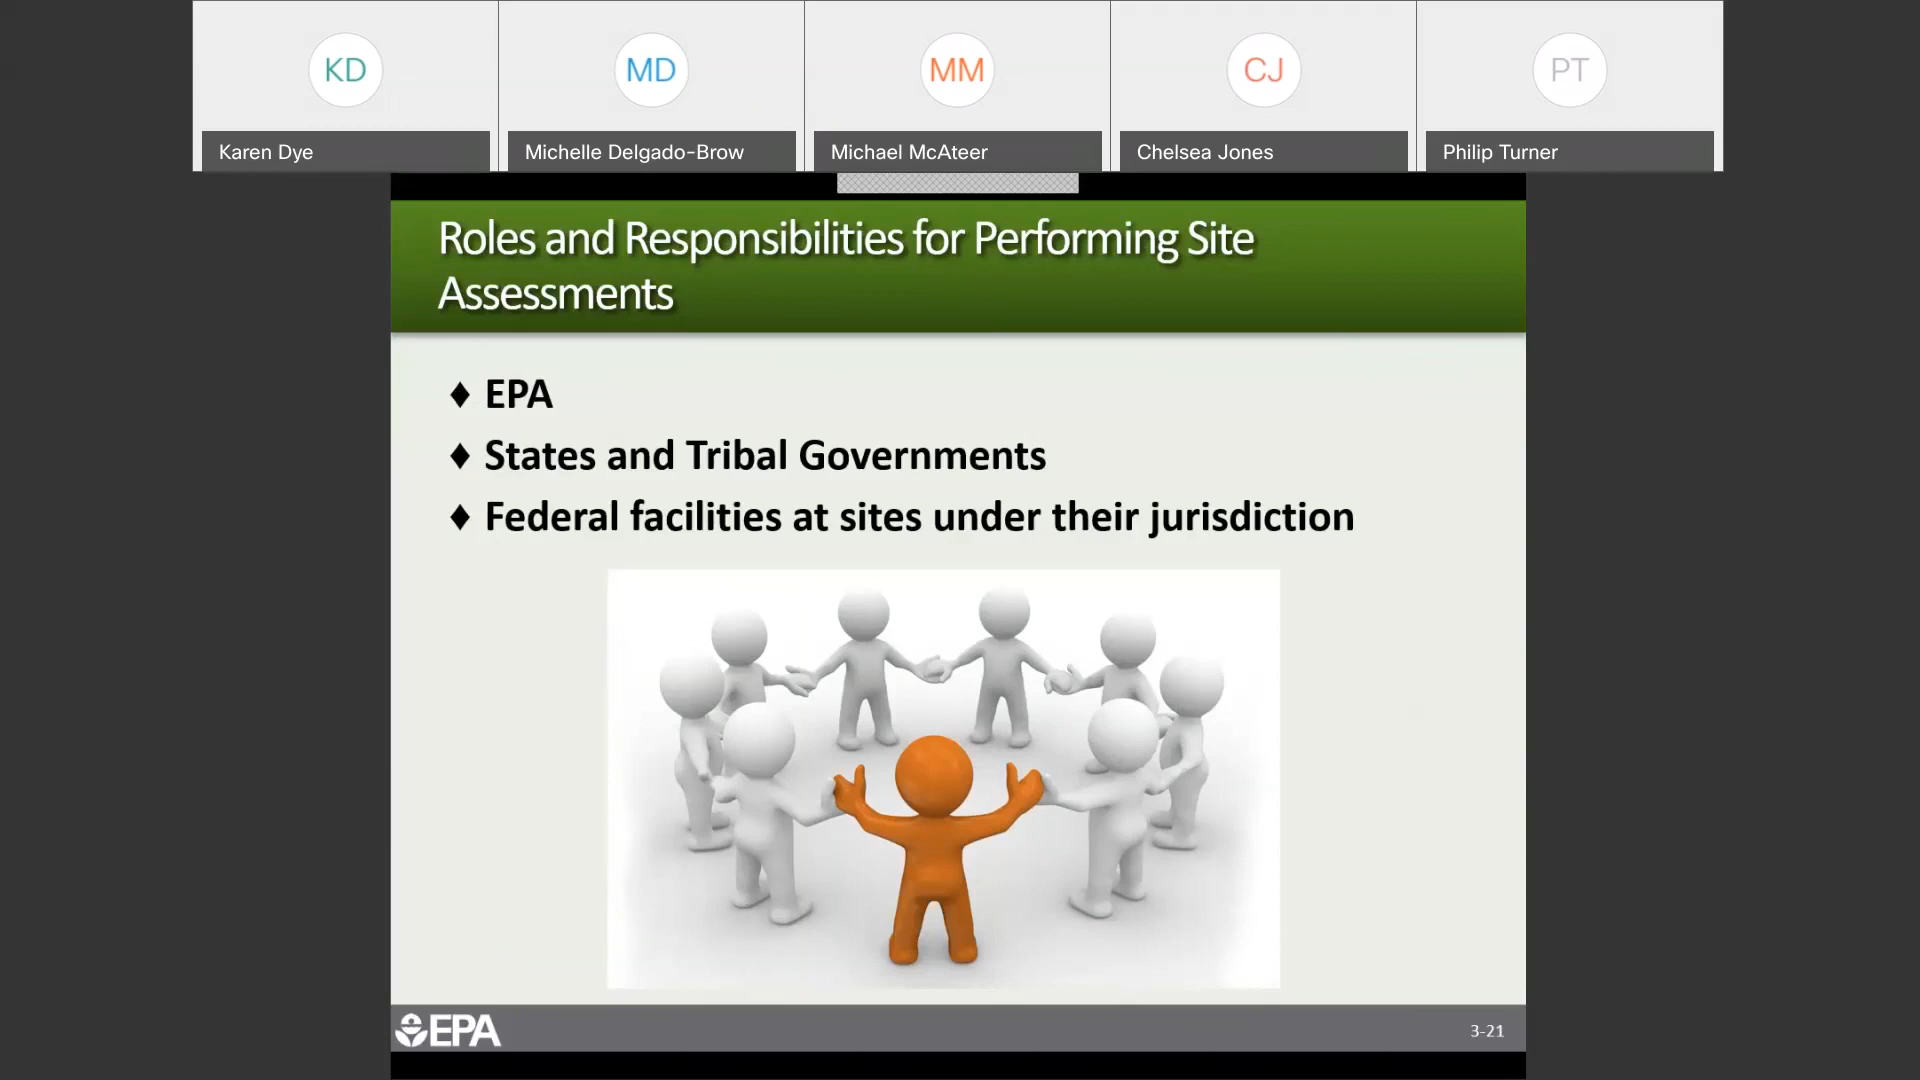 KD
MD
MM
CJ
PT
Karen Dye
Michelle Delgado-Brow
Michael McAteer
Chelsea Jones
Philip Turner
Roles and Responsibilities for Performing Site
Assessments
♦ EPA
♦ States and Tribal Governments
♦ Federal facilities at sites under their jurisdiction
EPA
3-21